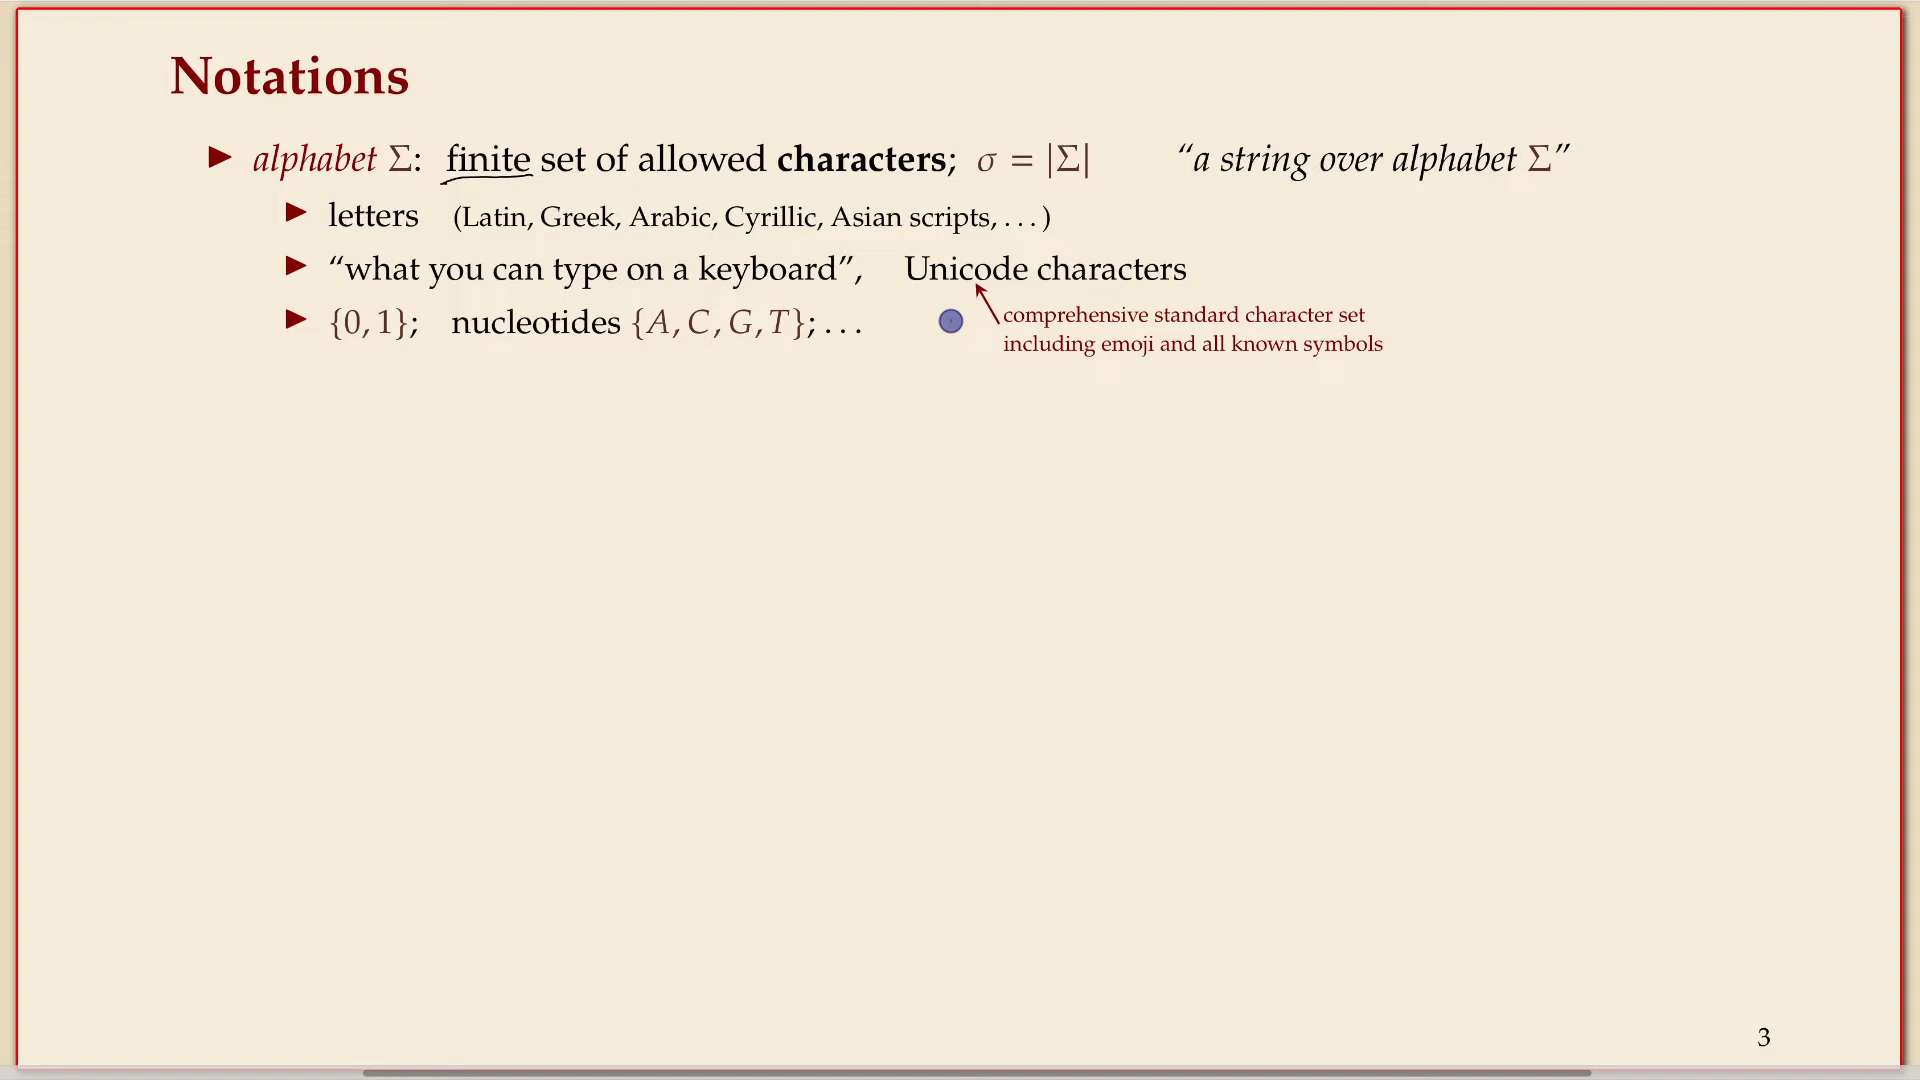 Notations
▶ alphabet Σ: finite set of allowed characters; σ = |Σ| “a string over alphabet Σ”
▶ letters (Latin, Greek, Arabic, Cyrillic, Asian scripts, . . . )
▶ “what you can type on a keyboard”, Unicode characters
▶ {0, 1}; nucleotides {A, C, G, T}; . . .
comprehensive standard character set
including emoji and all known symbols
3